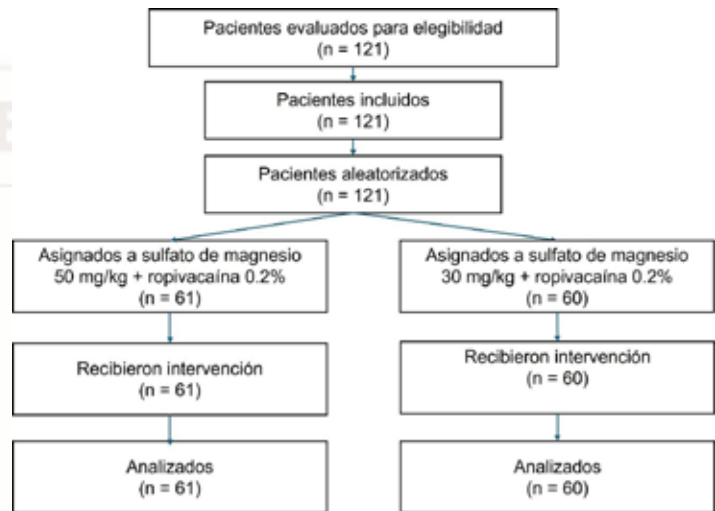 Pacientes evaluados para elegibilidad
(n = 121)
Pacientes incluidos
(n = 121)
Pacientes aleatorizados
(n = 121)
Asignados a sulfato de magnesio
50 mg/kg + ropivacaína 0.2%
(n = 61)
Asignados a sulfato de magnesio
30 mg/kg + ropivacaína 0.2%
(n = 60)
Recibieron intervención
(n = 61)
Recibieron intervención
(n = 60)
Analizados
(n = 61)
Analizados
(n = 60)